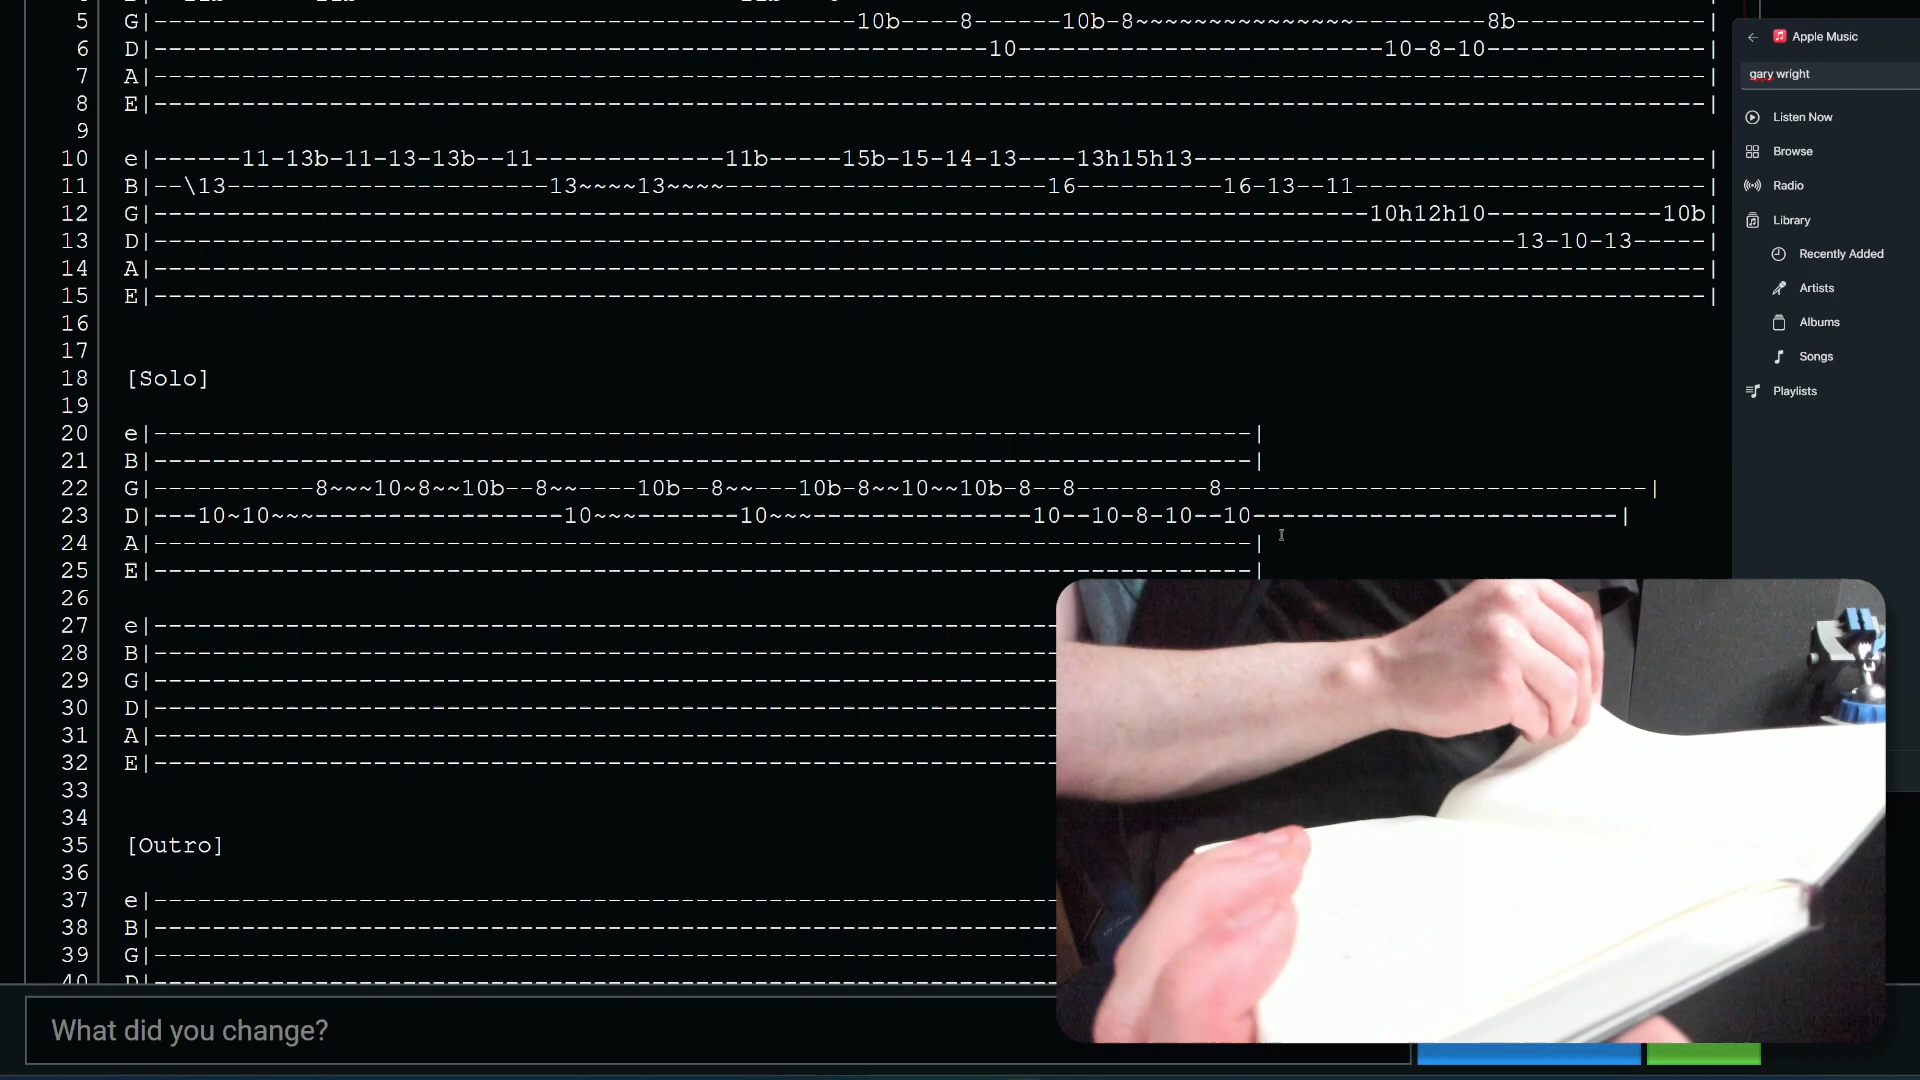 5 G|------------------------------------------------10b----8------10b-8~~~~~~~~~~~~~~~---------8b-------------|
6 D|---------------------------------------------------------10-------------------------10-8-10---------------|
7 A|----------------------------------------------------------------------------------------------------------|
8 E|----------------------------------------------------------------------------------------------------------|
9
10 e|------11-13b-11-13-13b--11-------------11b-----15b-15-14-13----13h15h13-----------------------------------|
11 B|--\13----------------------13~~~~13~~~~----------------------16----------16-13--11------------------------|
12 G|-----------------------------------------------------------------------------------10h12h10------------10b|
13 D|---------------------------------------------------------------------------------------------13-10-13-----|
14 A|----------------------------------------------------------------------------------------------------------|
15 E|----------------------------------------------------------------------------------------------------------|
16
17
18 [Solo]
19
20 e|---------------------------------------------------------------------------|
21 B|---------------------------------------------------------------------------|
22 G|-----------8~~~10~8~~10b--8~~----10b--8~~---10b-8~~10~~10b-8--8---------8-----------------------------|
23 D|---10~10~~~-----------------10~~~-------10~~~---------------10--10-8-10--10-------------------------|
24 A|---------------------------------------------------------------------------|
25 E|---------------------------------------------------------------------------|
26
27 e|--------------------------------------------------------------
28 B|--------------------------------------------------------------
29 G|--------------------------------------------------------------
30 D|--------------------------------------------------------------
31 A|--------------------------------------------------------------
32 E|--------------------------------------------------------------
33
34
35 [Outro]
36
37 e|--------------------------------------------------------------
38 B|--------------------------------------------------------------
39 G|--------------------------------------------------------------
40 D|--------------------------------------------------------------
What did you change?
Apple Music
gary wright
Listen Now
Browse
Radio
Library
Recently Added
Artists
Albums
Songs
Playlists